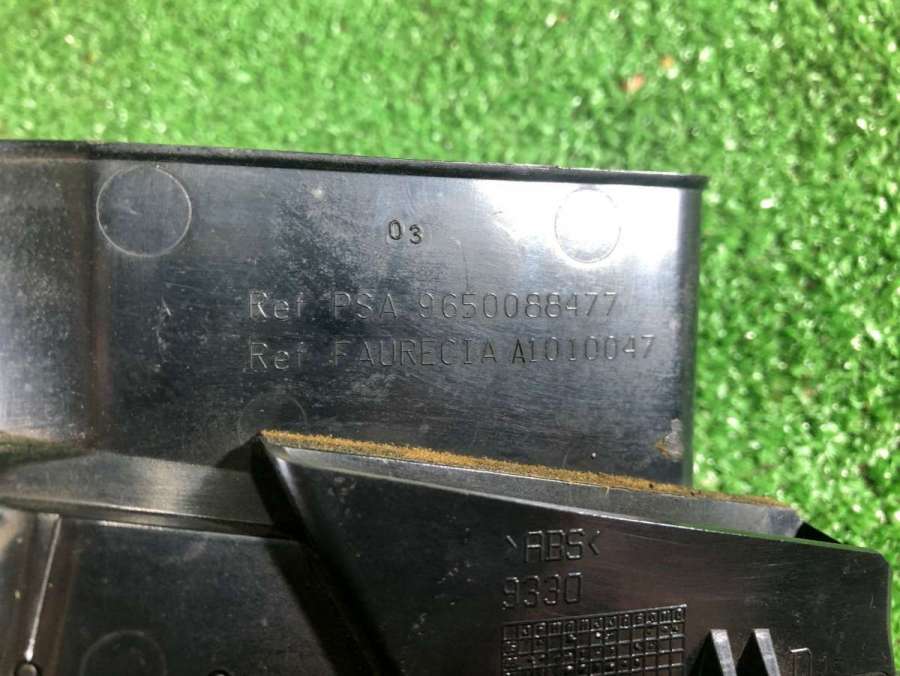 03
Ref PSA 9650088477
Ref FAURECIA A1010047
>ABS<
9330